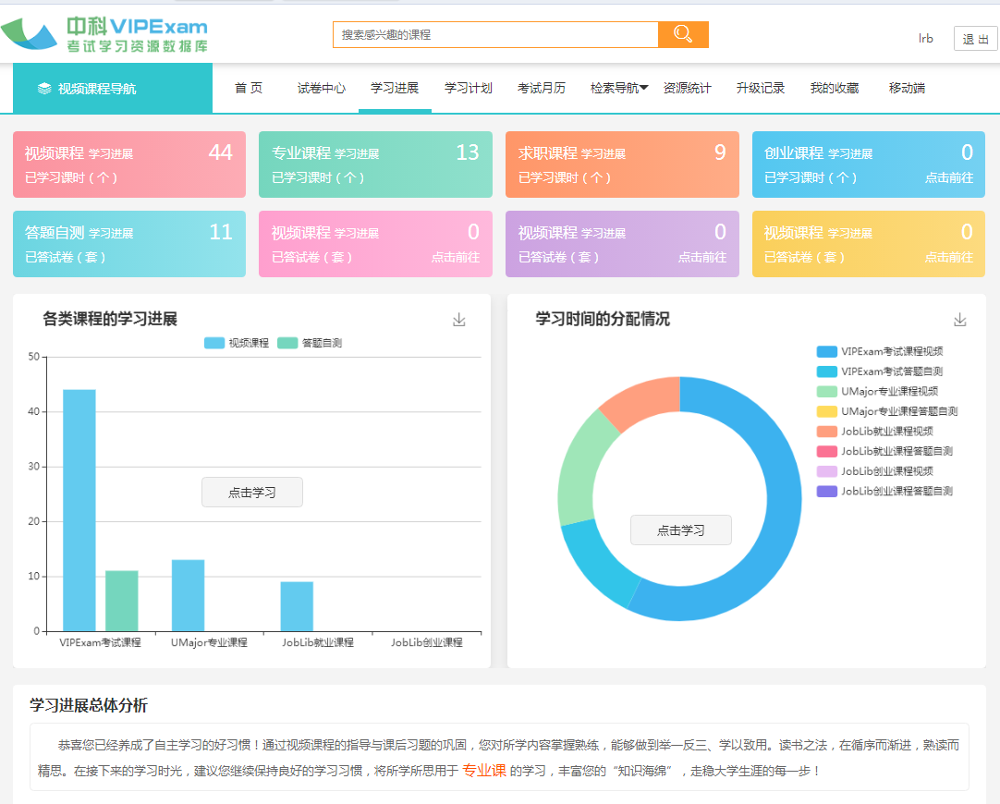 中科VIPExam
考试学习资源数据库
搜索感兴趣的课程
lrb
退 出
视频课程导航
首 页
试卷中心
学习进展
学习计划
考试月历
检索导航
资源统计
升级记录
我的收藏
移动端
视频课程 学习进展 44
已学习课时（个）
专业课程 学习进展 13
已学习课时（个）
求职课程 学习进展 9
已学习课时（个）
创业课程 学习进展 0
已学习课时（个） 点击前往
答题自测 学习进展 11
已答试卷（套）
视频课程 学习进展 0
已答试卷（套） 点击前往
视频课程 学习进展 0
已答试卷（套） 点击前往
视频课程 学习进展 0
已答试卷（套） 点击前往
各类课程的学习进展
视频课程 答题自测
50
40
30
20
10
0
点击学习
VIPExam考试课程 UMajor专业课程 JobLib就业课程 JobLib创业课程
学习时间的分配情况
VIPExam考试课程视频
VIPExam考试答题自测
UMajor专业课程视频
UMajor专业课程答题自测
JobLib就业课程视频
JobLib就业课程答题自测
JobLib创业课程视频
JobLib创业课程答题自测
点击学习
学习进展总体分析
恭喜您已经养成了自主学习的好习惯！通过视频课程的指导与课后习题的巩固，您对所学内容掌握熟练，能够做到举一反三、学以致用。读书之法，在循序而渐进，熟读而
精思。在接下来的学习时光，建议您继续保持良好的学习习惯，将所学所思用于 专业课 的学习，丰富您的“知识海绵”，走稳大学生涯的每一步！